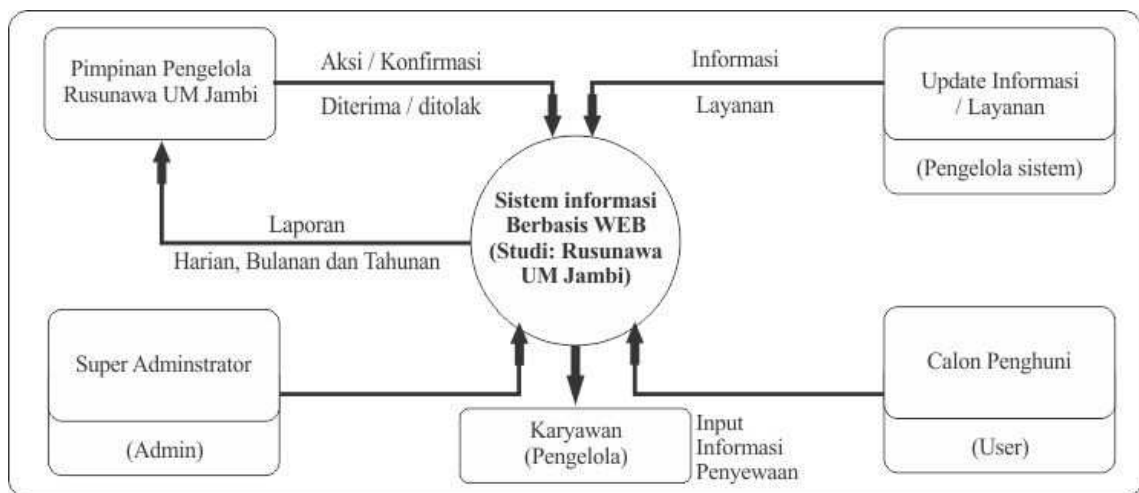 Pimpinan Pengelola
Rusunawa UM Jambi
Aksi / Konfirmasi
Diterima / ditolak
Informasi
Layanan
Update Informasi
/ Layanan
(Pengelola sistem)
Sistem informasi
Berbasis WEB
(Studi: Rusunawa
UM Jambi)
Laporan
Harian, Bulanan dan Tahunan
Super Adminstrator
(Admin)
Karyawan
(Pengelola)
Input
Informasi
Penyewaan
Calon Penghuni
(User)